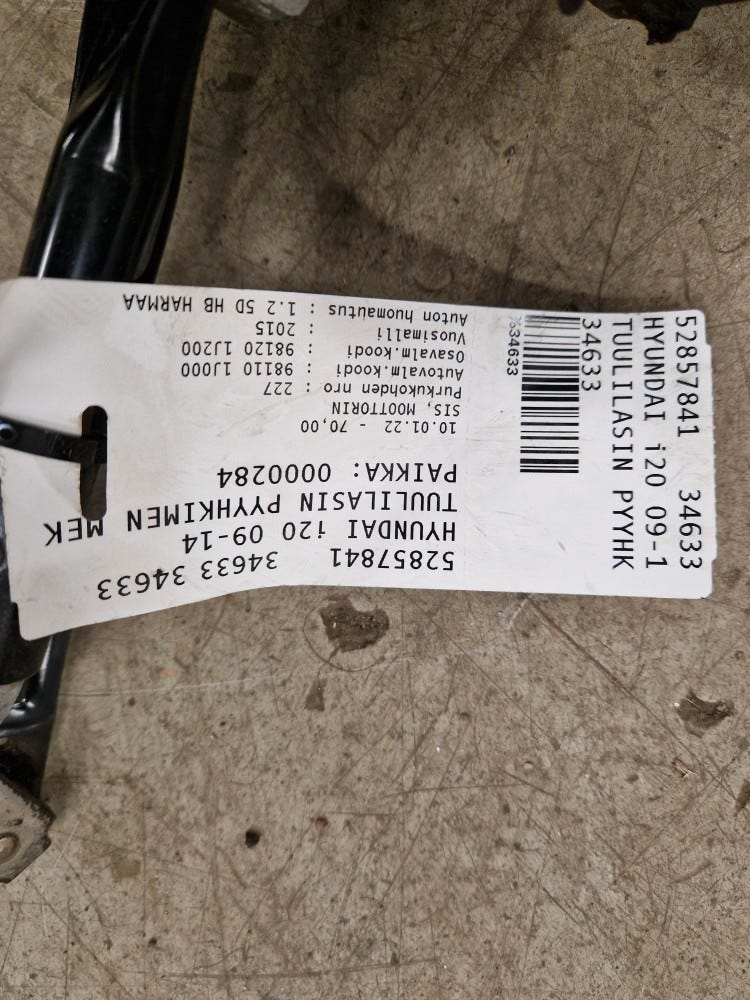 52857841 34633 34633
HYUNDAI i20 09-14
TUULILASIN PYYHKIMEN MEK
PAIKKA: 0000284
10.01.22 - 70,00
SIS, MOOTTORIN
Purkukohden nro : 227
Autovalm.koodi : 98110 1J000
Osavalm.koodi : 98120 1J200
Vuosimalli : 2015
Auton huomautus : 1.2 5D HB HARMAA
52857841 34633
HYUNDAI i20 09-1
TUULILASIN PYYHK
34633
34633